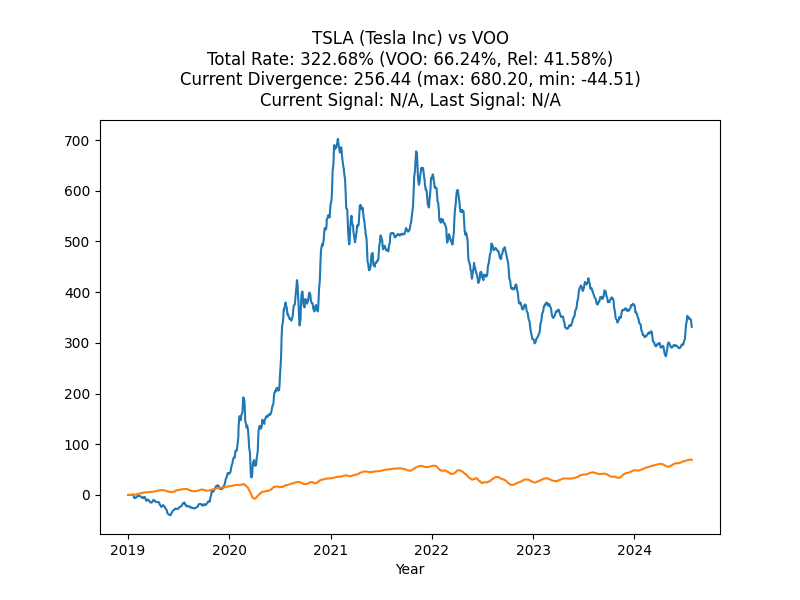 TSLA (Tesla Inc) vs VOO
Total Rate: 322.68% (VOO: 66.24%, Rel: 41.58%)
Current Divergence: 256.44 (max: 680.20, min: -44.51)
Current Signal: N/A, Last Signal: N/A
700
600
500
400
300
200
100
0
2019 2020 2021 2022 2023 2024
Year